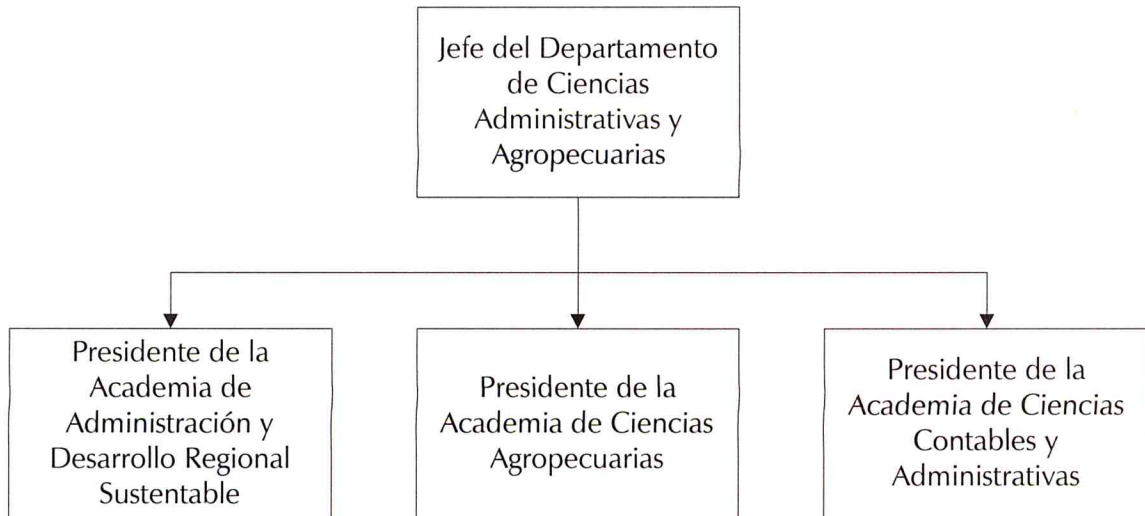 Jefe del Departamento
de Ciencias
Administrativas y
Agropecuarias
Presidente de la
Academia de
Administración y
Desarrollo Regional
Sustentable
Presidente de la
Academia de Ciencias
Agropecuarias
Presidente de la
Academia de Ciencias
Contables y
Administrativas